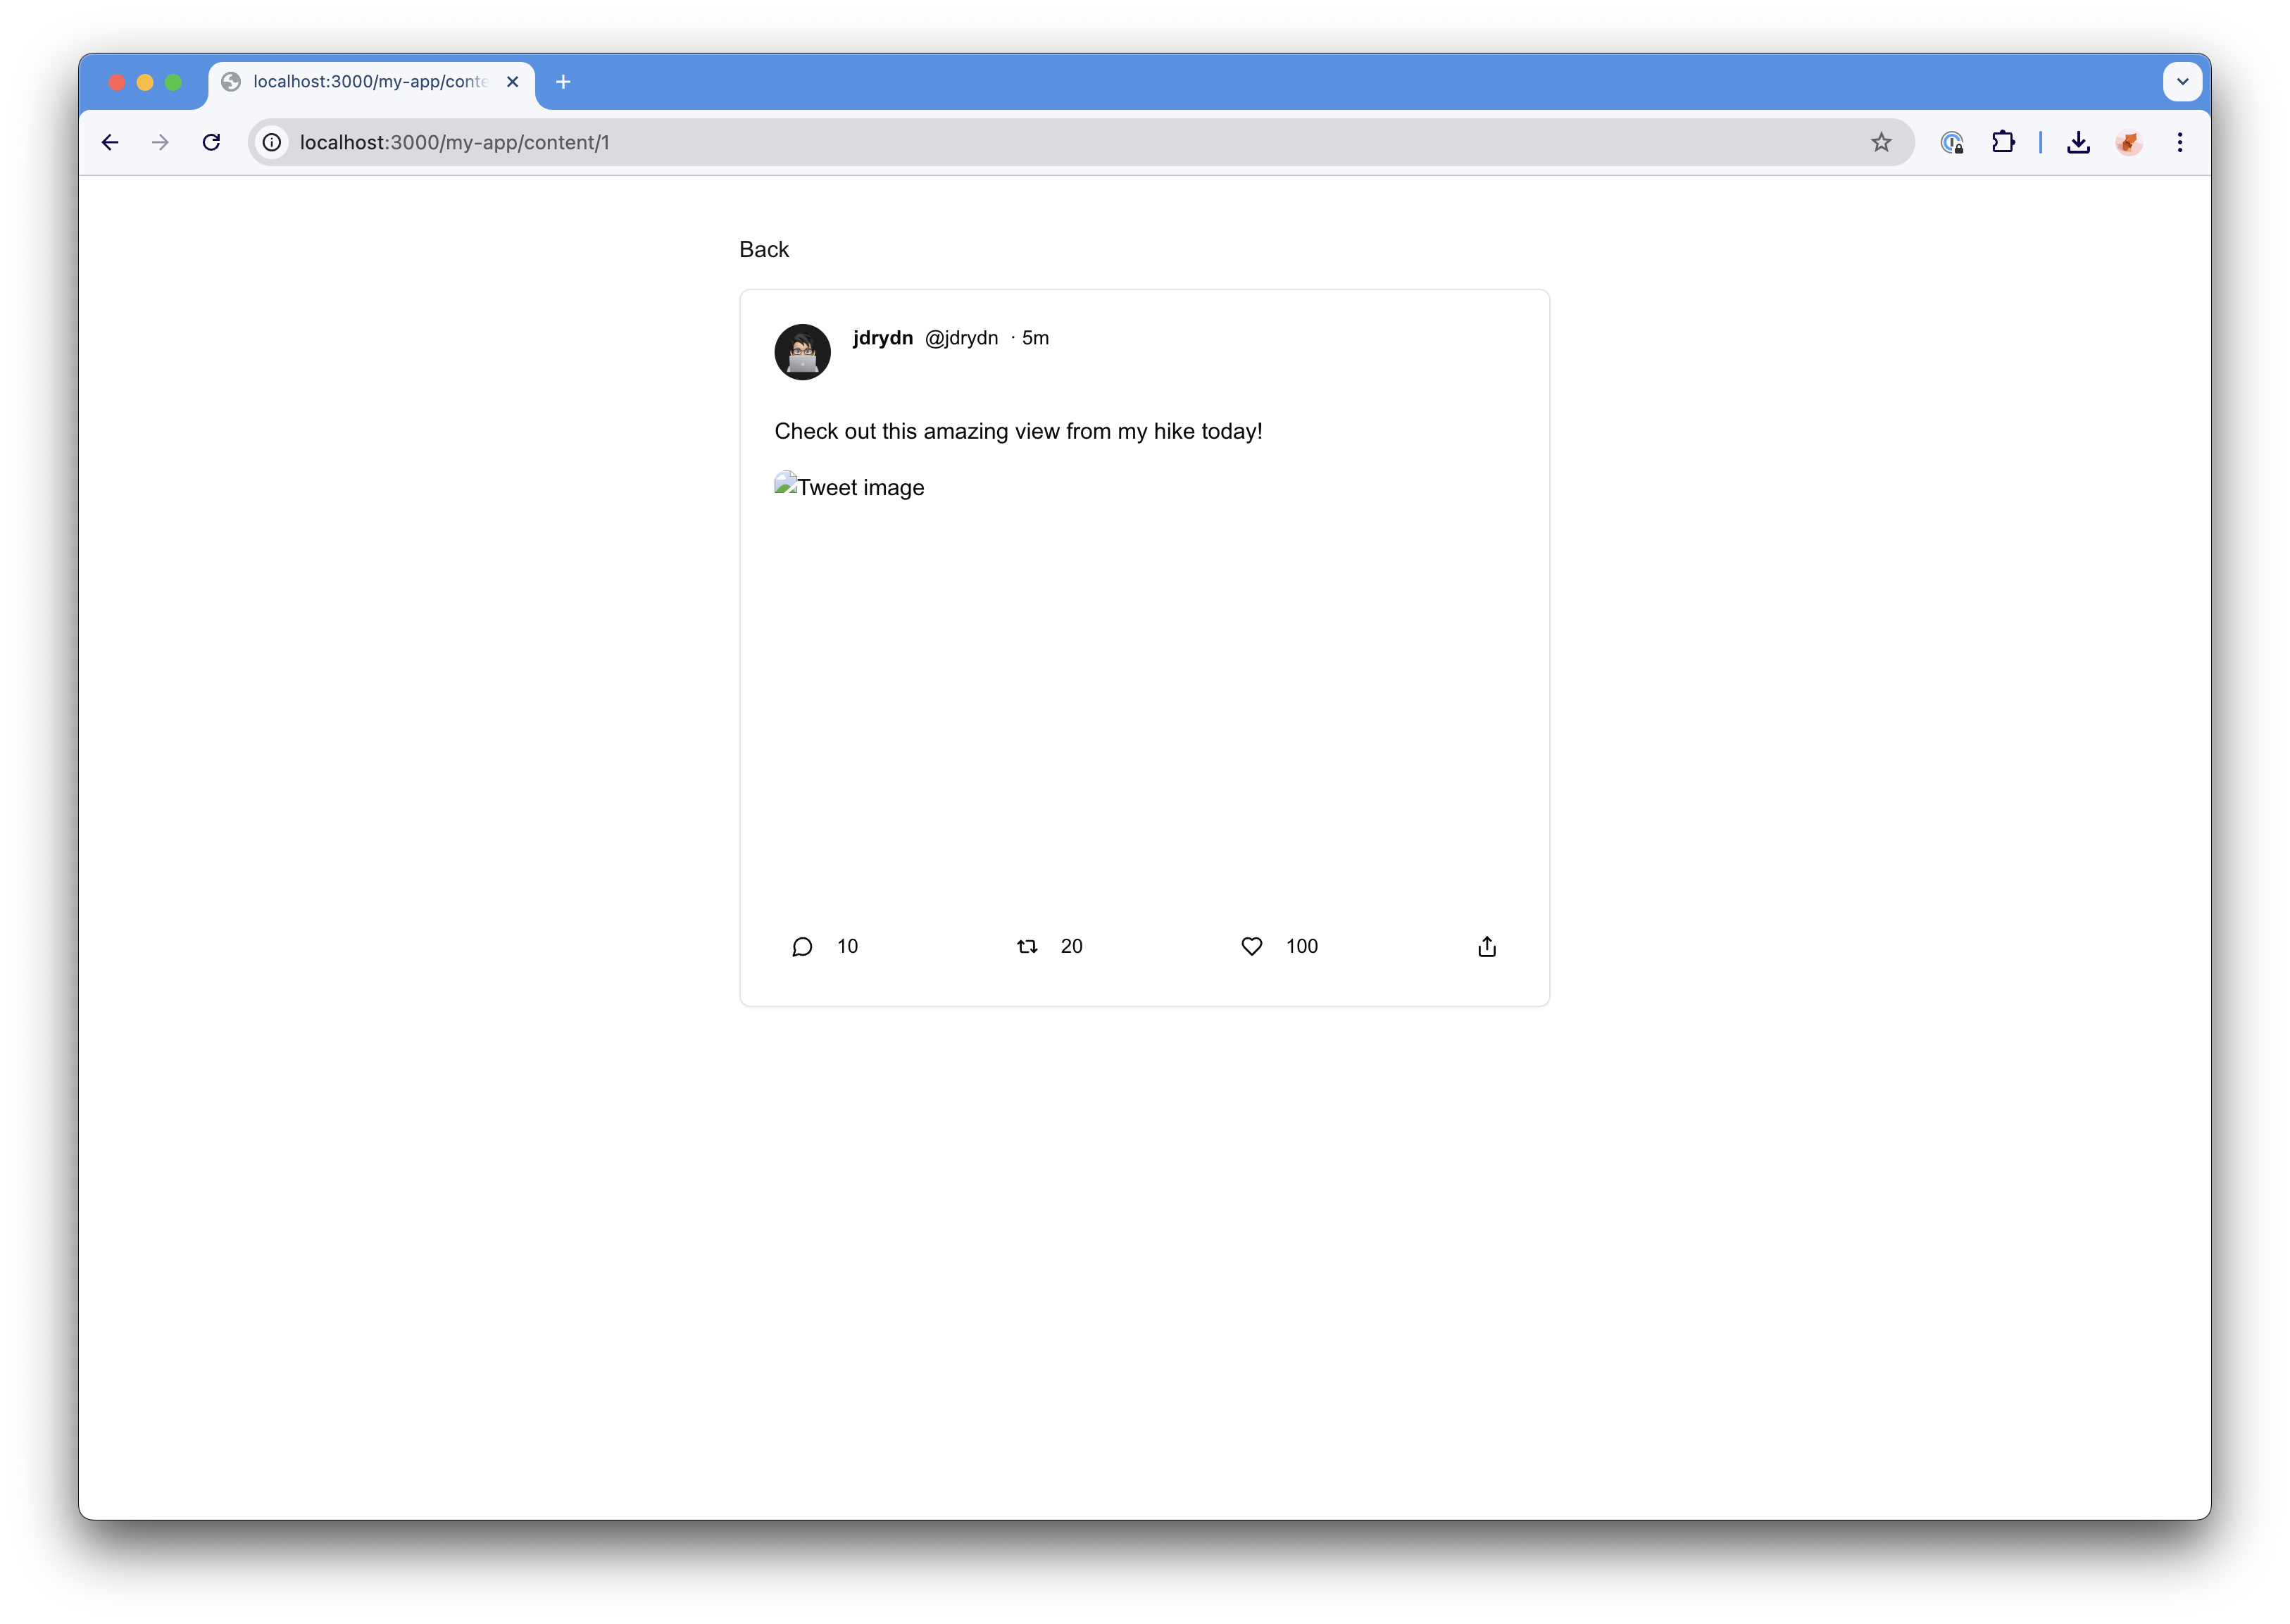 localhost:3000/my-app/conte
localhost:3000/my-app/content/1
Back
jdrydn @jdrydn · 5m
Check out this amazing view from my hike today!
Tweet image
10 20 100